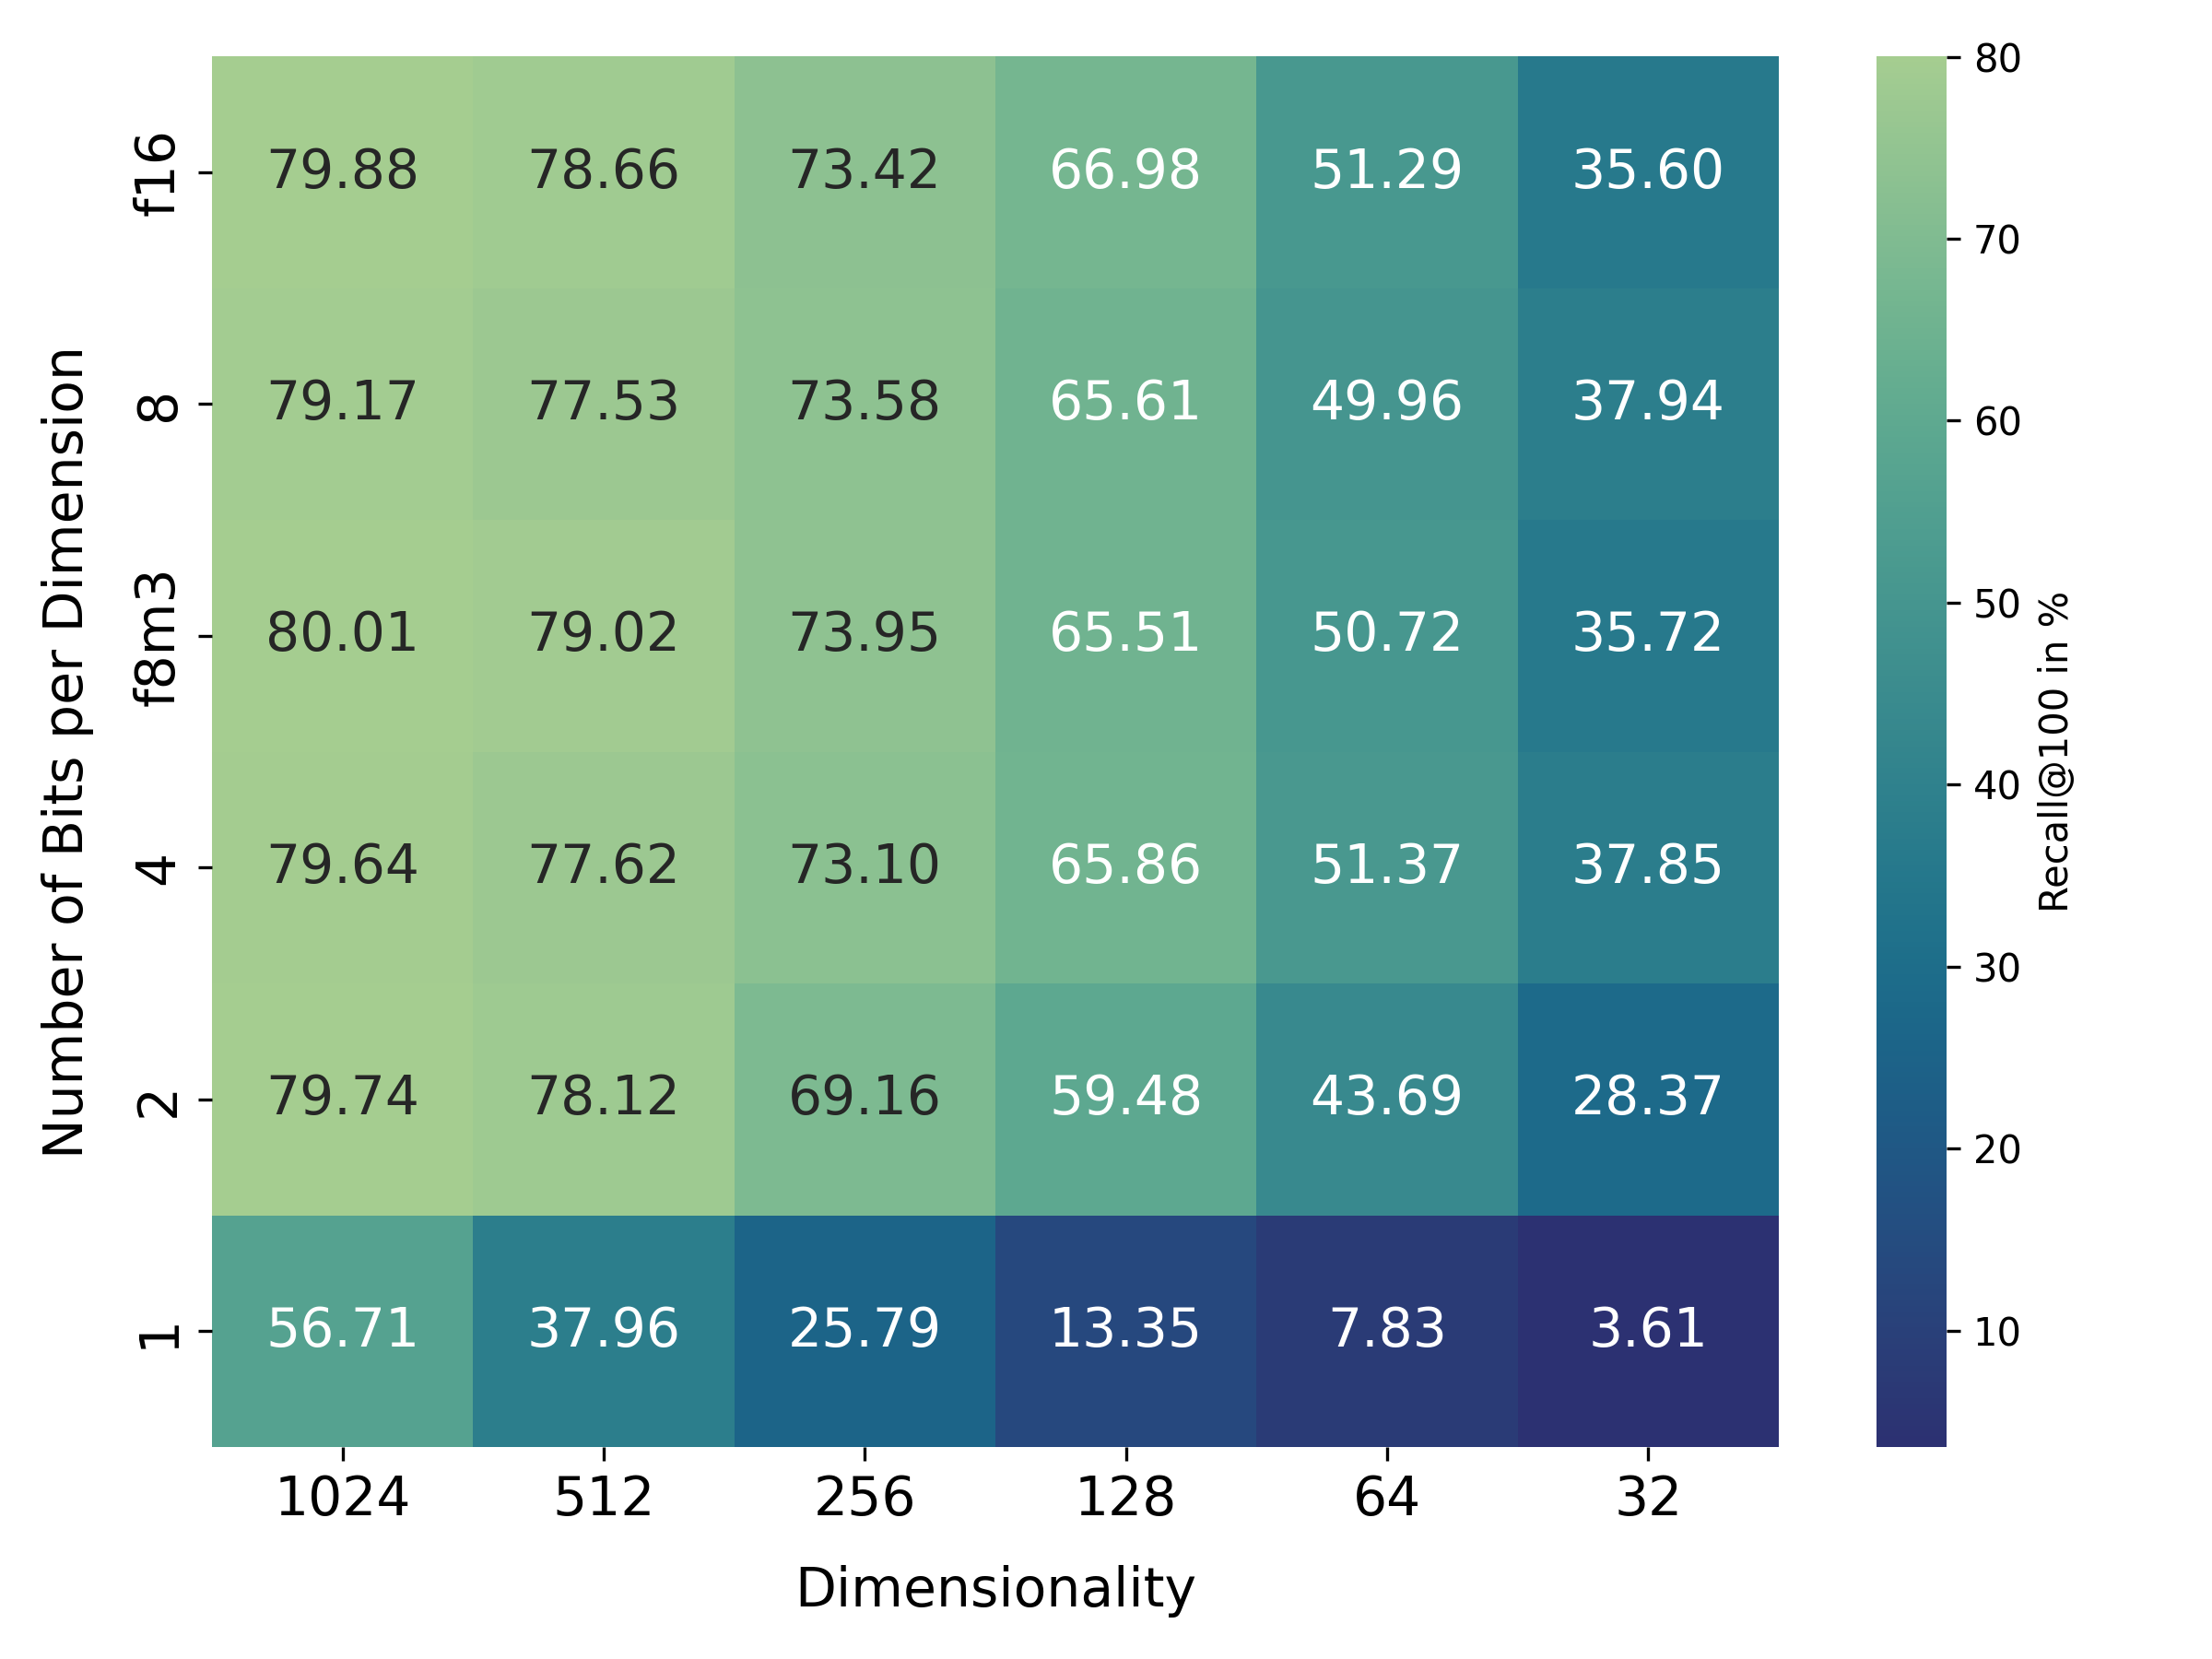 Number of Bits per Dimension
f16 79.88 78.66 73.42 66.98 51.29 35.60
8 79.17 77.53 73.58 65.61 49.96 37.94
f8m3 80.01 79.02 73.95 65.51 50.72 35.72
4 79.64 77.62 73.10 65.86 51.37 37.85
2 79.74 78.12 69.16 59.48 43.69 28.37
1 56.71 37.96 25.79 13.35 7.83 3.61
1024 512 256 128 64 32
Dimensionality
80
70
60
50
40
30
20
10
Recall@100 in %